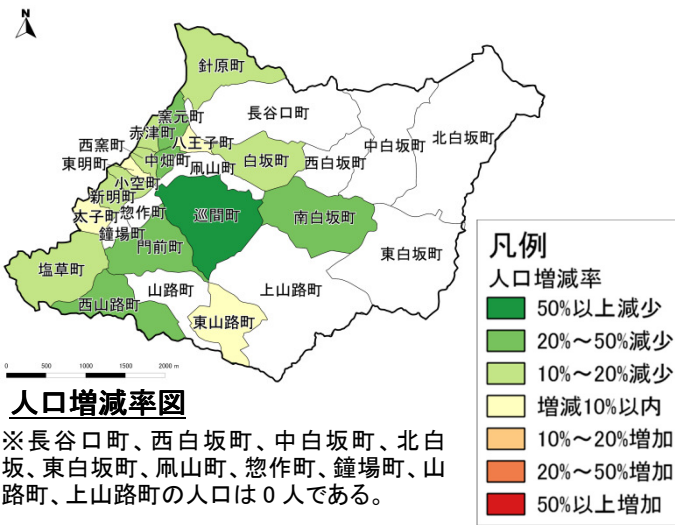 N
針原町
長谷口町
窯元町
赤津町
八王子町
西窯町
東明町
中畑町
凧山町
白坂町
西白坂町
中白坂町
北白坂町
小空町
新明町
太子町
惣作町
巡間町
南白坂町
鐘場町
門前町
東白坂町
塩草町
山路町
上山路町
西山路町
東山路町
0 500 1000 1500 2000 m
人口増減率図
※長谷口町、西白坂町、中白坂町、北白
坂、東白坂町、凧山町、惣作町、鐘場町、山
路町、上山路町の人口は0人である。
凡例
人口増減率
50%以上減少
20%～50%減少
10%～20%減少
増減10%以内
10%～20%増加
20%～50%増加
50%以上増加